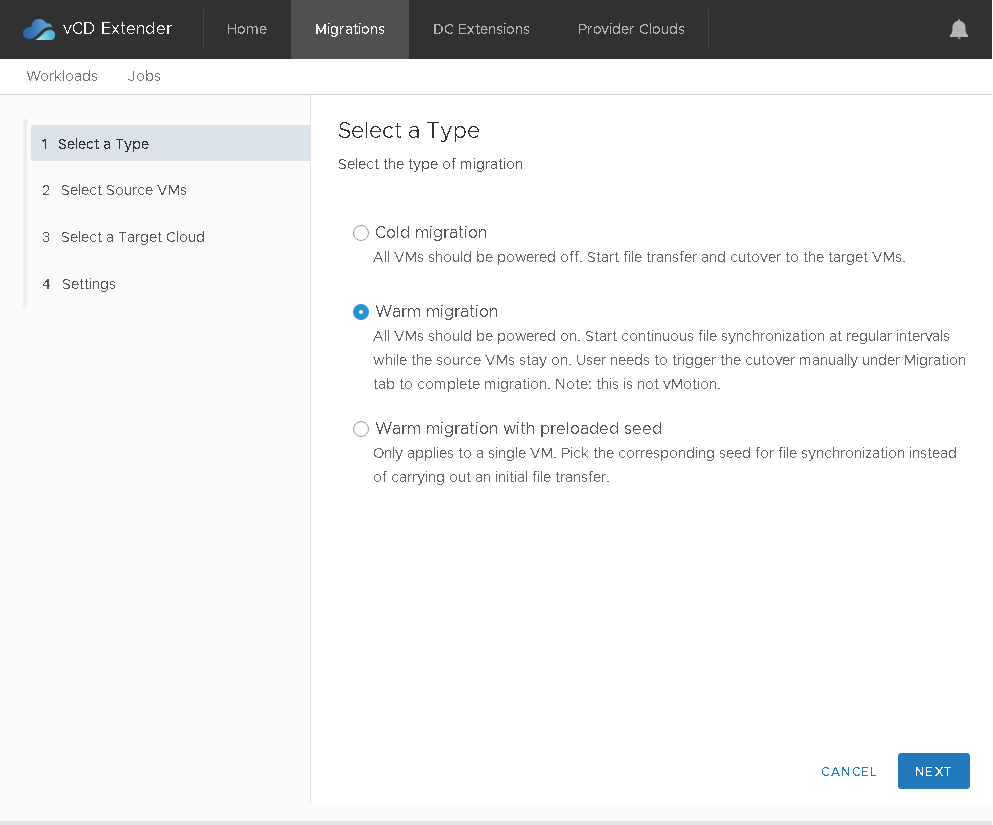 vCD Extender
Home
Migrations
DC Extensions
Provider Clouds
Workloads
Jobs
1 Select a Type
2 Select Source VMs
3 Select a Target Cloud
4 Settings
Select a Type
Select the type of migration
Cold migration
All VMs should be powered off. Start file transfer and cutover to the target VMs.
Warm migration
All VMs should be powered on. Start continuous file synchronization at regular intervals
while the source VMs stay on. User needs to trigger the cutover manually under Migration
tab to complete migration. Note: this is not vMotion.
Warm migration with preloaded seed
Only applies to a single VM. Pick the corresponding seed for file synchronization instead
of carrying out an initial file transfer.
CANCEL
NEXT